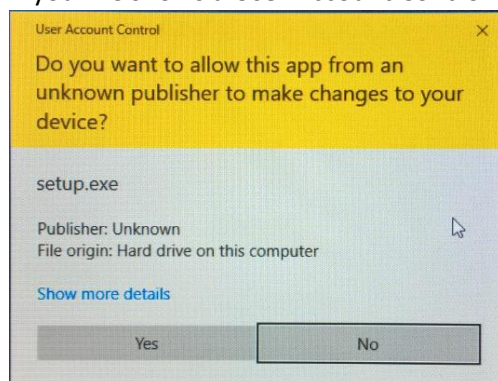 User Account Control
Do you want to allow this app from an
unknown publisher to make changes to your
device?
setup.exe
Publisher: Unknown
File origin: Hard drive on this computer
Show more details
Yes
No